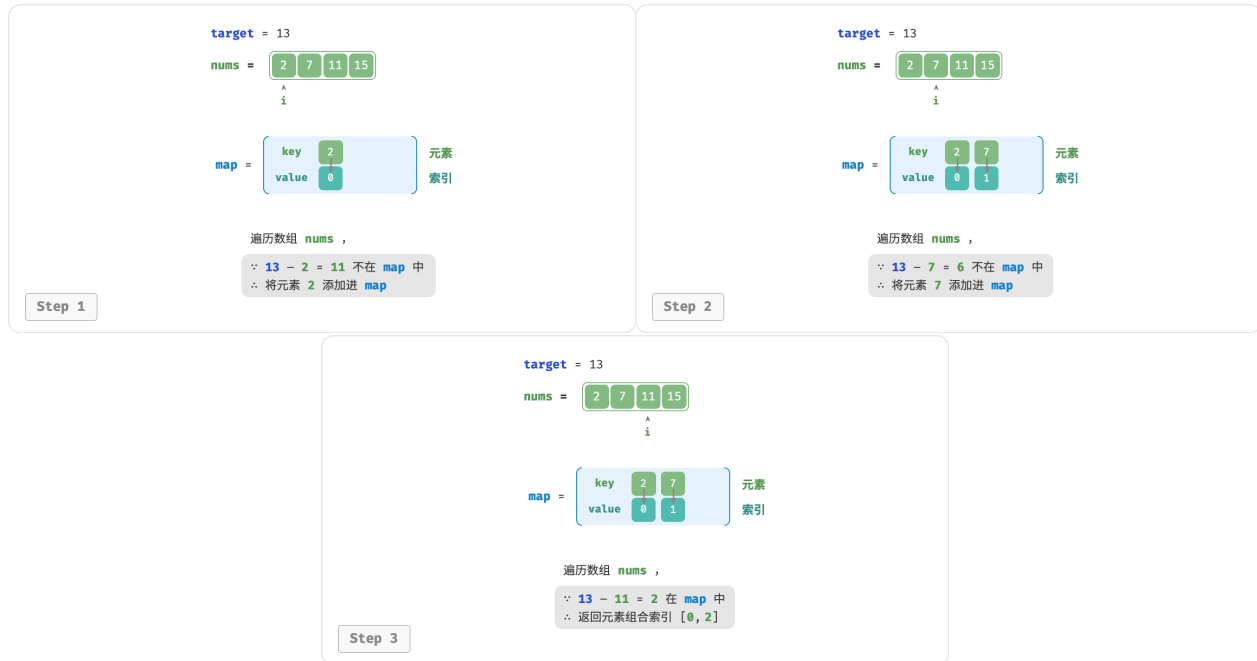 target = 13
nums = 2 7 11 15
i
key 2 元素
map =
value 0 索引
遍历数组 nums ，
∵ 13 − 2 = 11 不在 map 中
∴ 将元素 2 添加进 map
Step 1
target = 13
nums = 2 7 11 15
i
key 2 7 元素
map =
value 0 1 索引
遍历数组 nums ，
∵ 13 − 7 = 6 不在 map 中
∴ 将元素 7 添加进 map
Step 2
target = 13
nums = 2 7 11 15
i
key 2 7 元素
map =
value 0 1 索引
遍历数组 nums ，
∵ 13 − 11 = 2 在 map 中
∴ 返回元素组合索引 [0,2]
Step 3